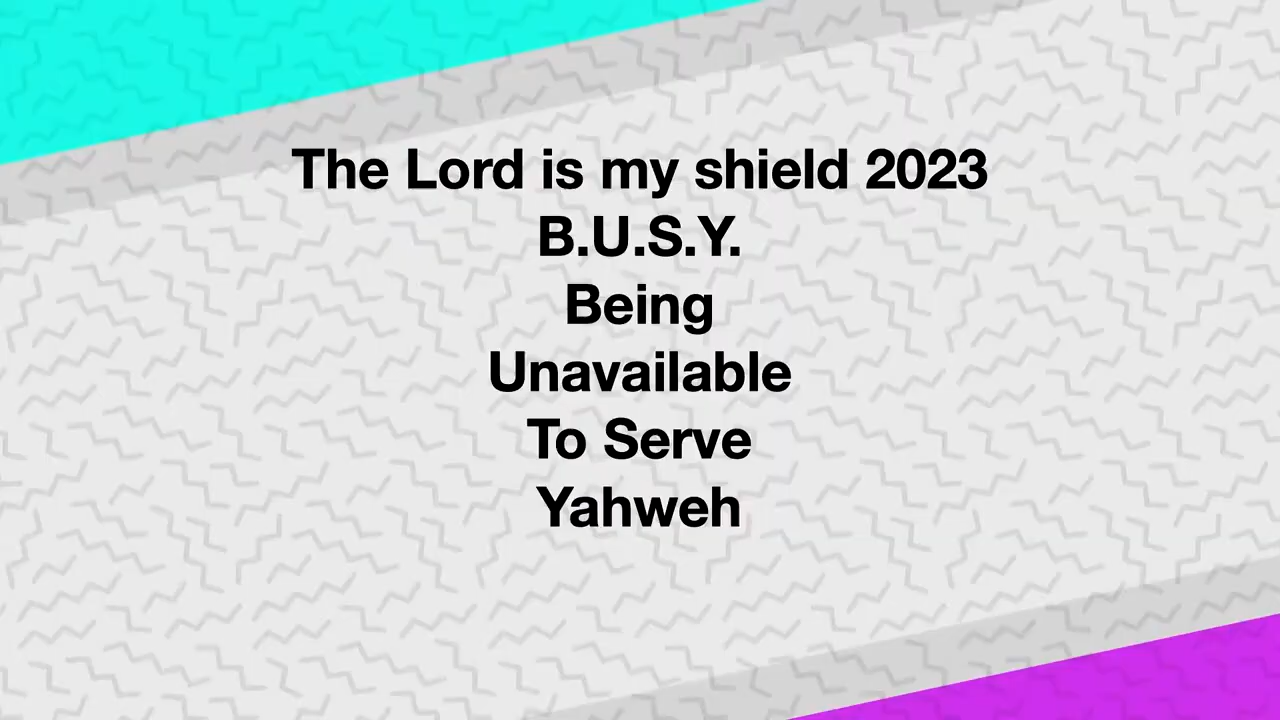 The Lord is my shield 2023
B.U.S.Y.
Being
Unavailable
To Serve
Yahweh